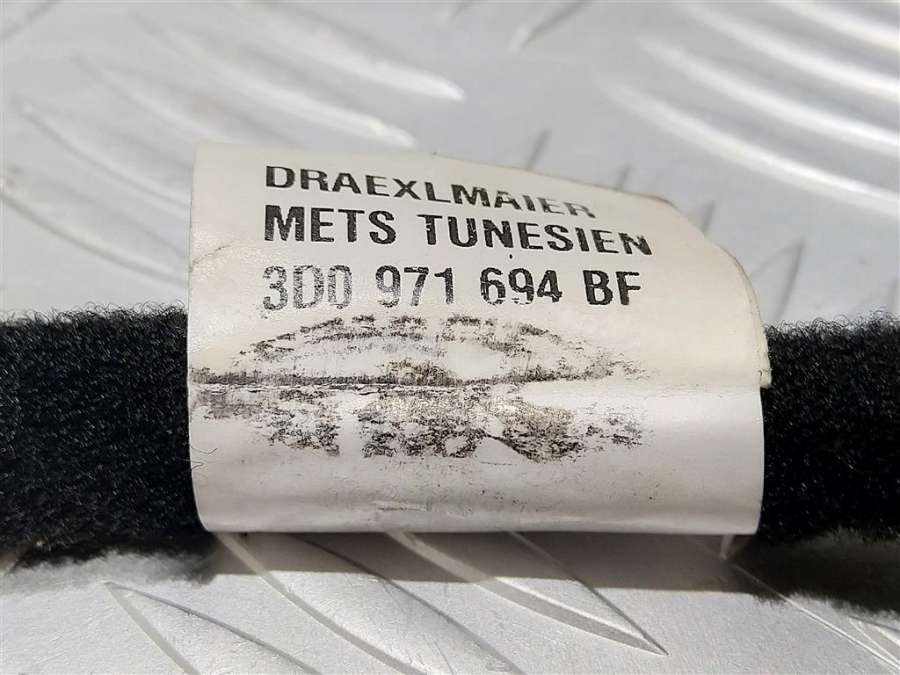 DRAEXLMAIER
METS TUNESIEN
3D0 971 694 BF